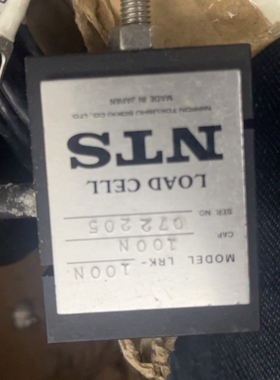 MODEL LRK-100N
CAP 100N
SER NO. 072205
LOAD CELL
NTS
NIPPON TOKUSHU SOKKI CO., LTD.
MADE IN JAPAN